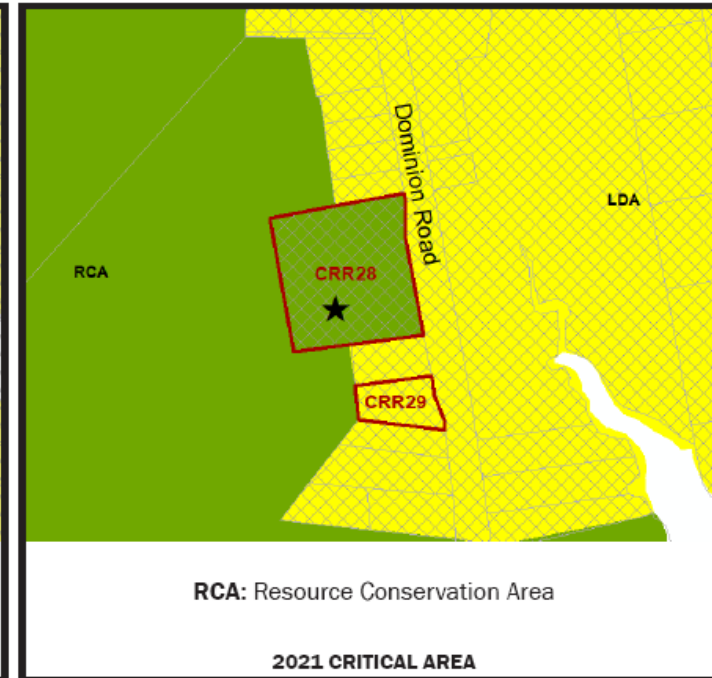 Dominion Road
LDA
RCA
CRR28
CRR29
RCA: Resource Conservation Area
2021 CRITICAL AREA